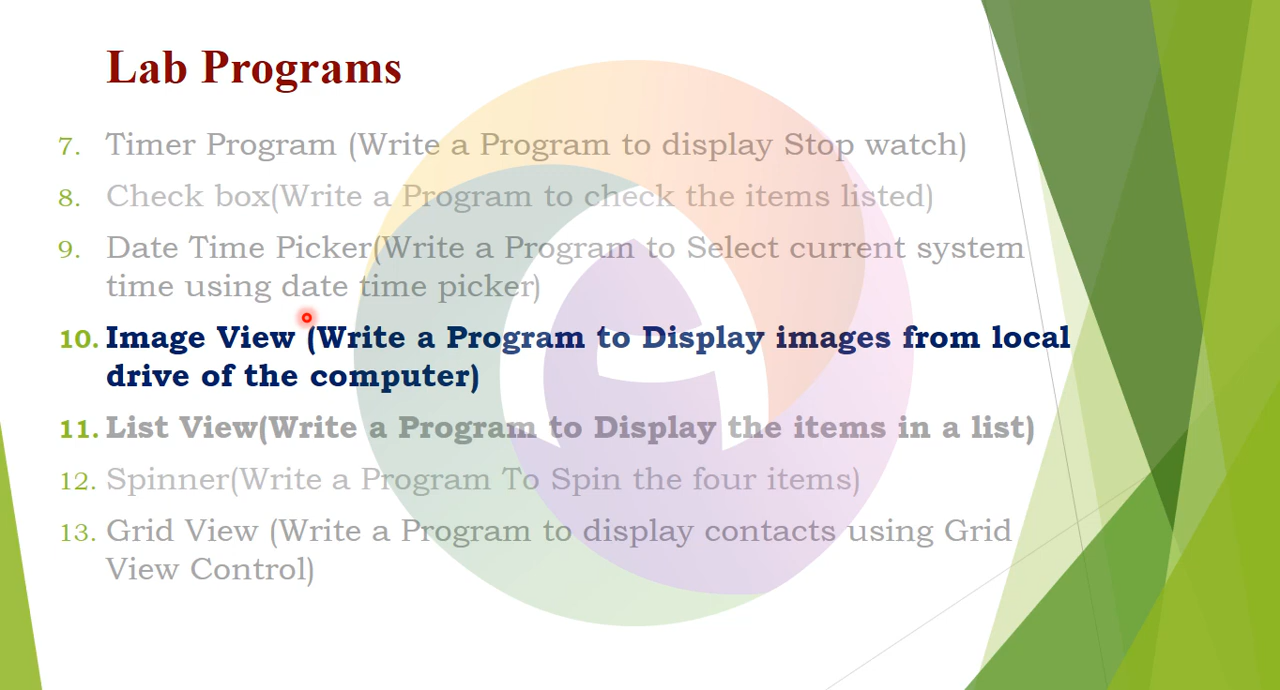 Lab Programs
7. Timer Program (Write a Program to display Stop watch)
8. Check box(Write a Program to check the items listed)
9. Date Time Picker(Write a Program to Select current system
time using date time picker)
10. Image View (Write a Program to Display images from local
drive of the computer)
11. List View(Write a Program to Display the items in a list)
12. Spinner(Write a Program To Spin the four items)
13. Grid View (Write a Program to display contacts using Grid
View Control)